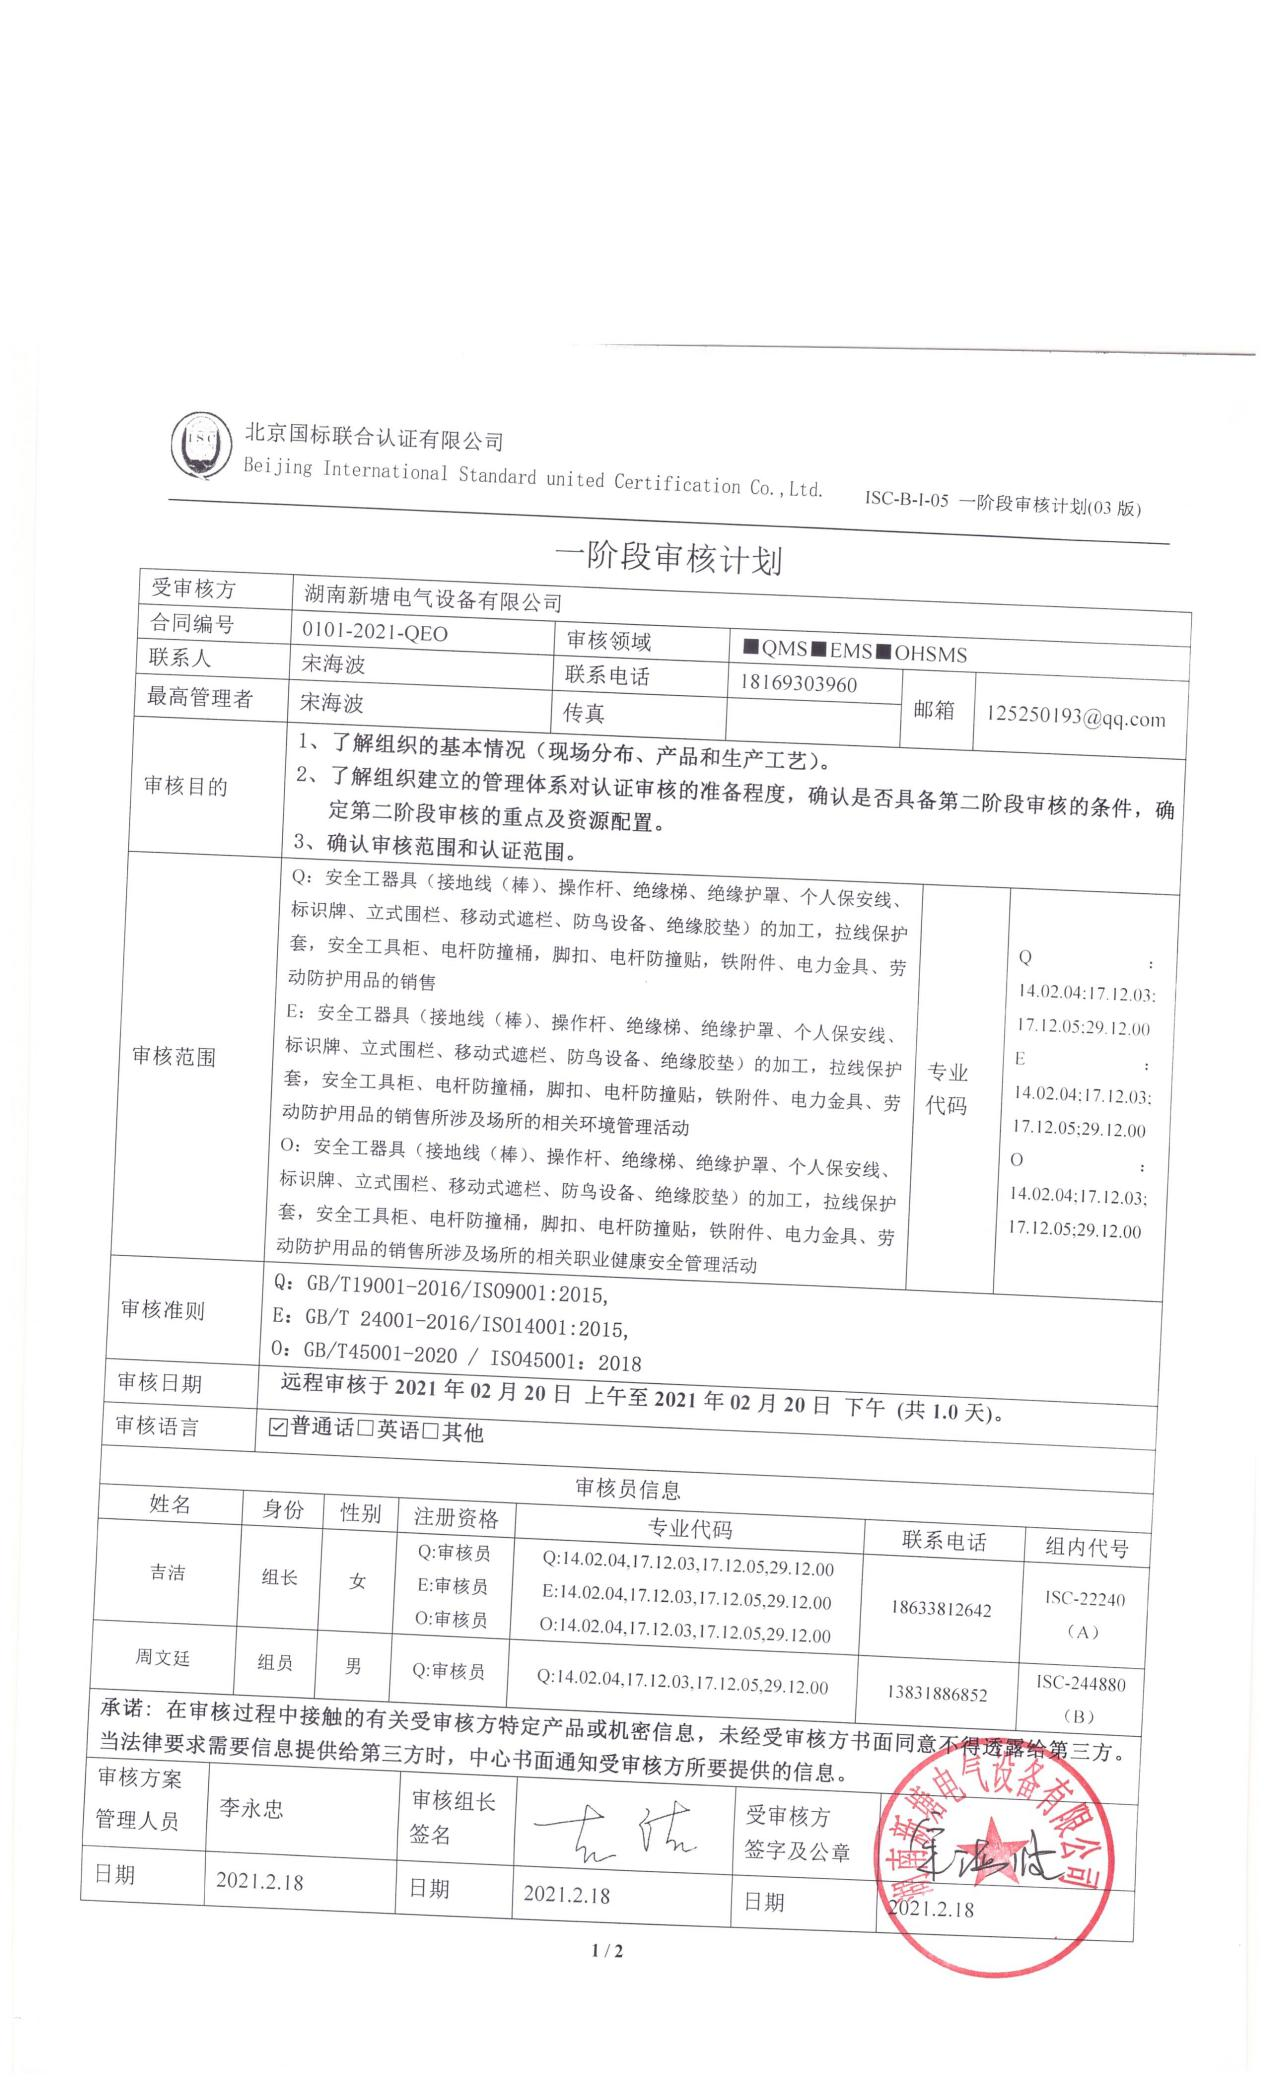 ISC
北京国标联合认证有限公司
Beijing International Standard united Certification Co.,Ltd.
ISC-B-I-05 一阶段审核计划(03 版)
一阶段审核计划
受审核方 湖南新塘电气设备有限公司
合同编号 0101-2021-QEO 审核领域 ■QMS■EMS■OHSMS
联系人 宋海波 联系电话 18169303960 邮箱 125250193@qq.com
最高管理者 宋海波 传真
审核目的
1、了解组织的基本情况（现场分布、产品和生产工艺）。
2、了解组织建立的管理体系对认证审核的准备程度，确认是否具备第二阶段审核的条件，确
定第二阶段审核的重点及资源配置。
3、确认审核范围和认证范围。
审核范围
Q：安全工器具（接地线（棒）、操作杆、绝缘梯、绝缘护罩、个人保安线、
标识牌、立式围栏、移动式遮栏、防鸟设备、绝缘胶垫）的加工，拉线保护
套，安全工具柜、电杆防撞桶，脚扣、电杆防撞贴，铁附件、电力金具、劳
动防护用品的销售
E：安全工器具（接地线（棒）、操作杆、绝缘梯、绝缘护罩、个人保安线、
标识牌、立式围栏、移动式遮栏、防鸟设备、绝缘胶垫）的加工，拉线保护
套，安全工具柜、电杆防撞桶，脚扣、电杆防撞贴，铁附件、电力金具、劳
动防护用品的销售所涉及场所的相关环境管理活动
O：安全工器具（接地线（棒）、操作杆、绝缘梯、绝缘护罩、个人保安线、
标识牌、立式围栏、移动式遮栏、防鸟设备、绝缘胶垫）的加工，拉线保护
套，安全工具柜、电杆防撞桶，脚扣、电杆防撞贴，铁附件、电力金具、劳
动防护用品的销售所涉及场所的相关职业健康安全管理活动
专业
代码
Q ：
14.02.04;17.12.03;
17.12.05;29.12.00
E ：
14.02.04;17.12.03;
17.12.05;29.12.00
O ：
14.02.04;17.12.03;
17.12.05;29.12.00
审核准则
Q：GB/T19001-2016/ISO9001:2015,
E：GB/T 24001-2016/ISO14001:2015,
O：GB/T45001-2020 / ISO45001：2018
审核日期 远程审核于 2021 年 02 月 20 日 上午至 2021 年 02 月 20 日 下午 (共 1.0 天)。
审核语言 ☑普通话□英语□其他
审核员信息
姓名 身份 性别 注册资格 专业代码 联系电话 组内代号
吉洁 组长 女
Q:审核员
E:审核员
O:审核员
Q:14.02.04,17.12.03,17.12.05,29.12.00
E:14.02.04,17.12.03,17.12.05,29.12.00
O:14.02.04,17.12.03,17.12.05,29.12.00
18633812642
ISC-22240
（A）
周文廷 组员 男 Q:审核员 Q:14.02.04,17.12.03,17.12.05,29.12.00 13831886852
ISC-244880
（B）
承诺：在审核过程中接触的有关受审核方特定产品或机密信息，未经受审核方书面同意不得透露给第三方。
当法律要求需要信息提供给第三方时，中心书面通知受审核方所要提供的信息。
审核方案
管理人员
李永忠
审核组长
签名
吉洁
受审核方
签字及公章
宋海波
湖南新塘电气设备有限公司
日期 2021.2.18 日期 2021.2.18 日期 2021.2.18
1 / 2